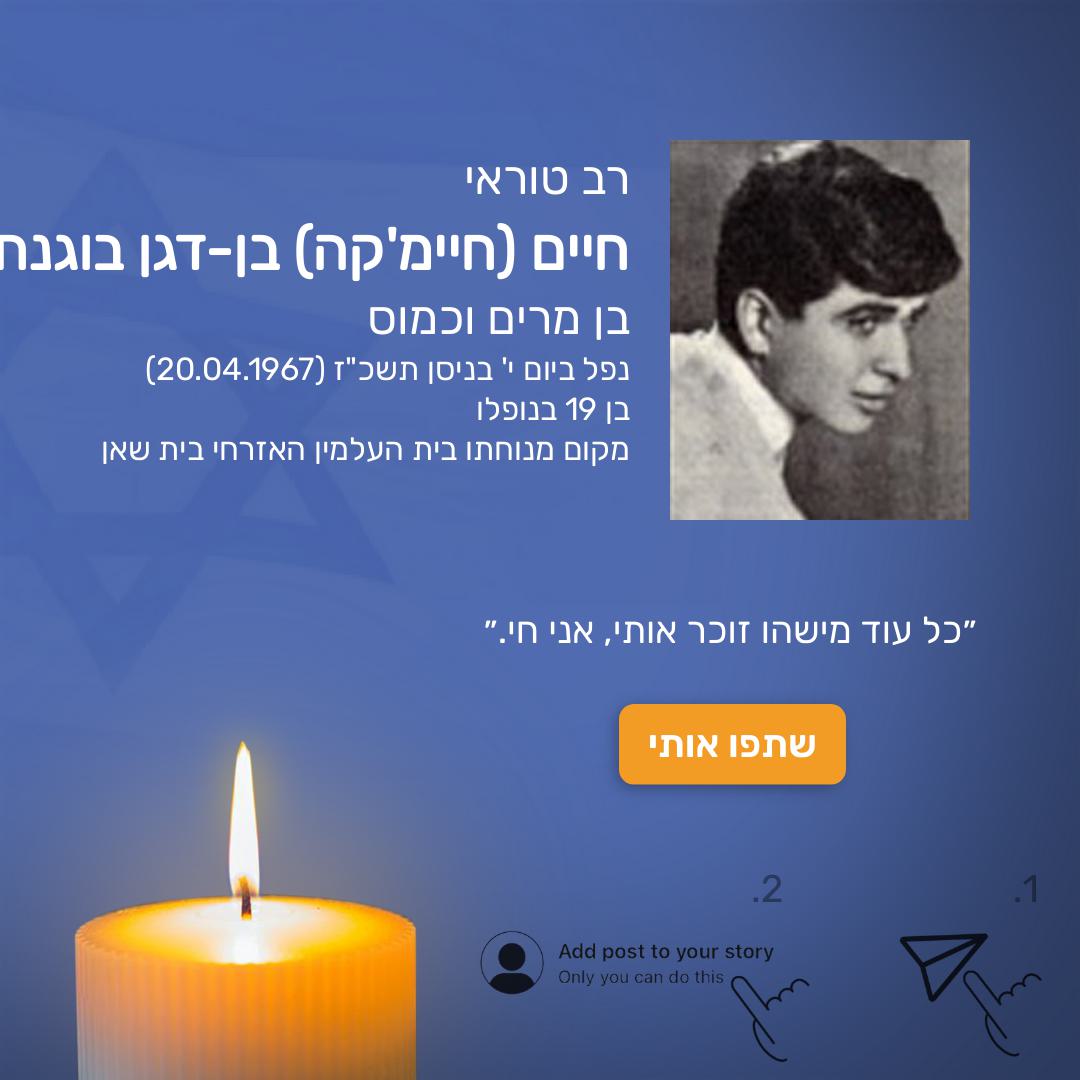 רב טוראי
חיים (חיימ'קה) בן-דגן בוגנח
בן מרים וכמוס
נפל ביום י' בניסן תשכ"ז (20.04.1967)
בן 19 בנופלו
מקום מנוחתו בית העלמין האזרחי בית שאן
״כל עוד מישהו זוכר אותי, אני חי.״
שתפו אותי
.1
.2
Add post to your story
Only you can do this